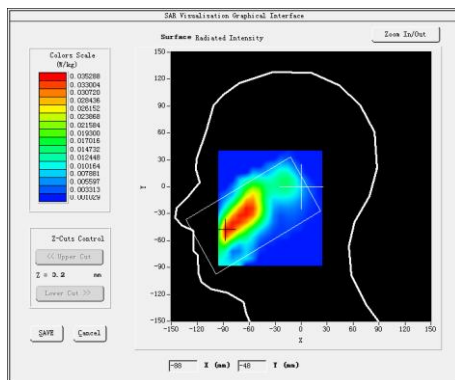 SAR Visualisation Graphical Interface
Surface Radiated Intensity
Zoom In/Out
Colors Scale
(W/kg)
0.035288
0.033004
0.030720
0.028436
0.026152
0.023868
0.021584
0.019300
0.017016
0.014732
0.012448
0.010164
0.007881
0.005597
0.003313
0.001029
150
120
90
60
30
0
-30
-60
-90
-120
-150
Y
-150 -120 -90 -60 -30 0 30 60 90 120 150
X
Z-Cuts Control
<< Upper Cut
Z = 3.2 mm
Lower Cut >>
SAVE Cancel
-88 X (mm) -48 Y (mm)